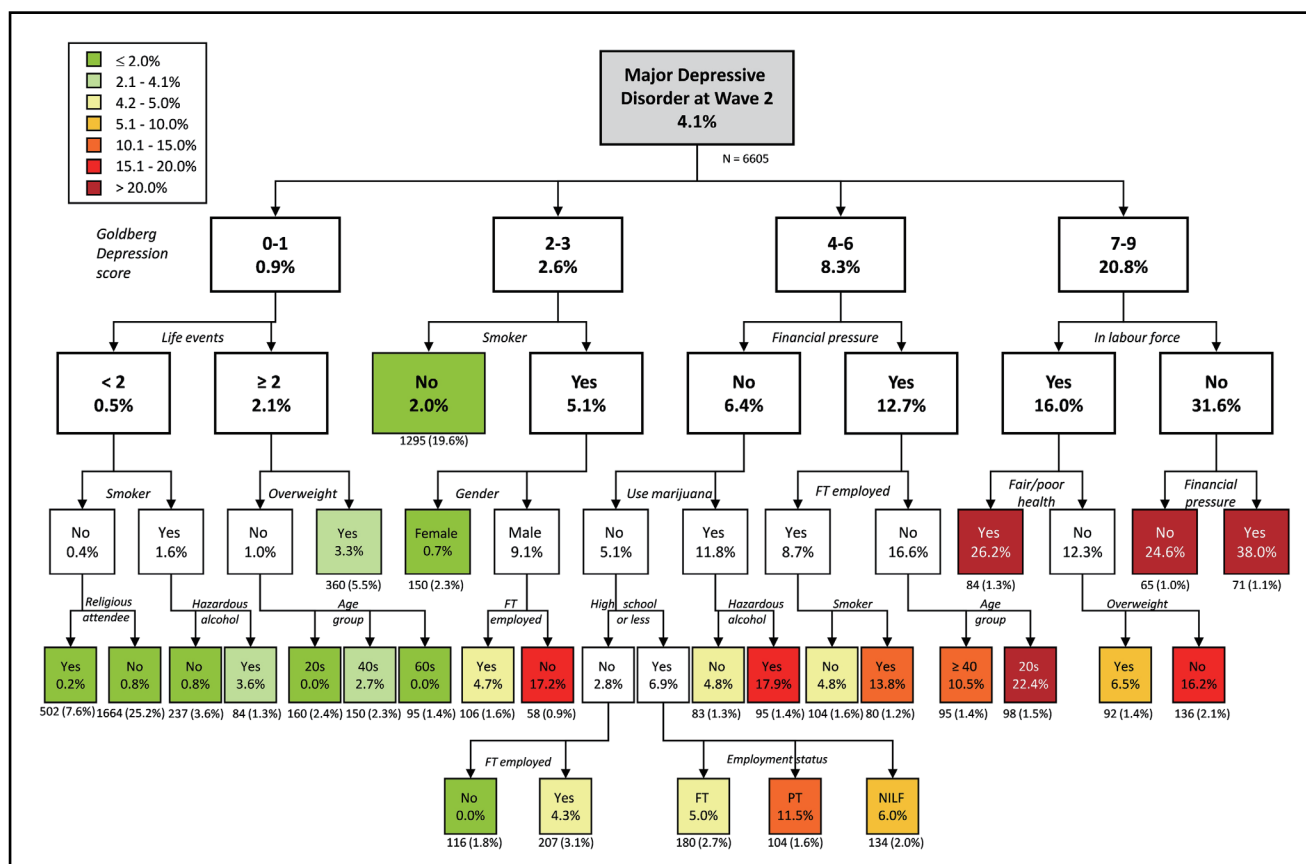 ≤ 2.0%
2.1 - 4.1%
4.2 - 5.0%
5.1 - 10.0%
10.1 - 15.0%
15.1 - 20.0%
> 20.0%
Major Depressive
Disorder at Wave 2
4.1%
N = 6605
Goldberg
Depression
score
0-1
0.9%
2-3
2.6%
4-6
8.3%
7-9
20.8%
Life events
Smoker
Financial pressure
In labour force
< 2
0.5%
≥ 2
2.1%
No
2.0%
1295 (19.6%)
Yes
5.1%
No
6.4%
Yes
12.7%
Yes
16.0%
No
31.6%
Smoker
Overweight
Gender
Use marijuana
FT employed
Fair/poor
health
Financial
pressure
No
0.4%
Yes
1.6%
No
1.0%
Yes
3.3%
360 (5.5%)
Female
0.7%
150 (2.3%)
Male
9.1%
No
5.1%
Yes
11.8%
Yes
8.7%
No
16.6%
Yes
26.2%
84 (1.3%)
No
12.3%
No
24.6%
65 (1.0%)
Yes
38.0%
71 (1.1%)
Religious
attendee
Hazardous
alcohol
Age
group
FT
employed
High school
or less
Hazardous
alcohol
Smoker
Age
group
Overweight
Yes
0.2%
502 (7.6%)
No
0.8%
1664 (25.2%)
No
0.8%
237 (3.6%)
Yes
3.6%
84 (1.3%)
20s
0.0%
160 (2.4%)
40s
2.7%
150 (2.3%)
60s
0.0%
95 (1.4%)
Yes
4.7%
106 (1.6%)
No
17.2%
58 (0.9%)
No
2.8%
Yes
6.9%
No
4.8%
83 (1.3%)
Yes
17.9%
95 (1.4%)
No
4.8%
104 (1.6%)
Yes
13.8%
80 (1.2%)
≥ 40
10.5%
95 (1.4%)
20s
22.4%
98 (1.5%)
Yes
6.5%
92 (1.4%)
No
16.2%
136 (2.1%)
FT employed
Employment status
No
0.0%
116 (1.8%)
Yes
4.3%
207 (3.1%)
FT
5.0%
180 (2.7%)
PT
11.5%
104 (1.6%)
NILF
6.0%
134 (2.0%)